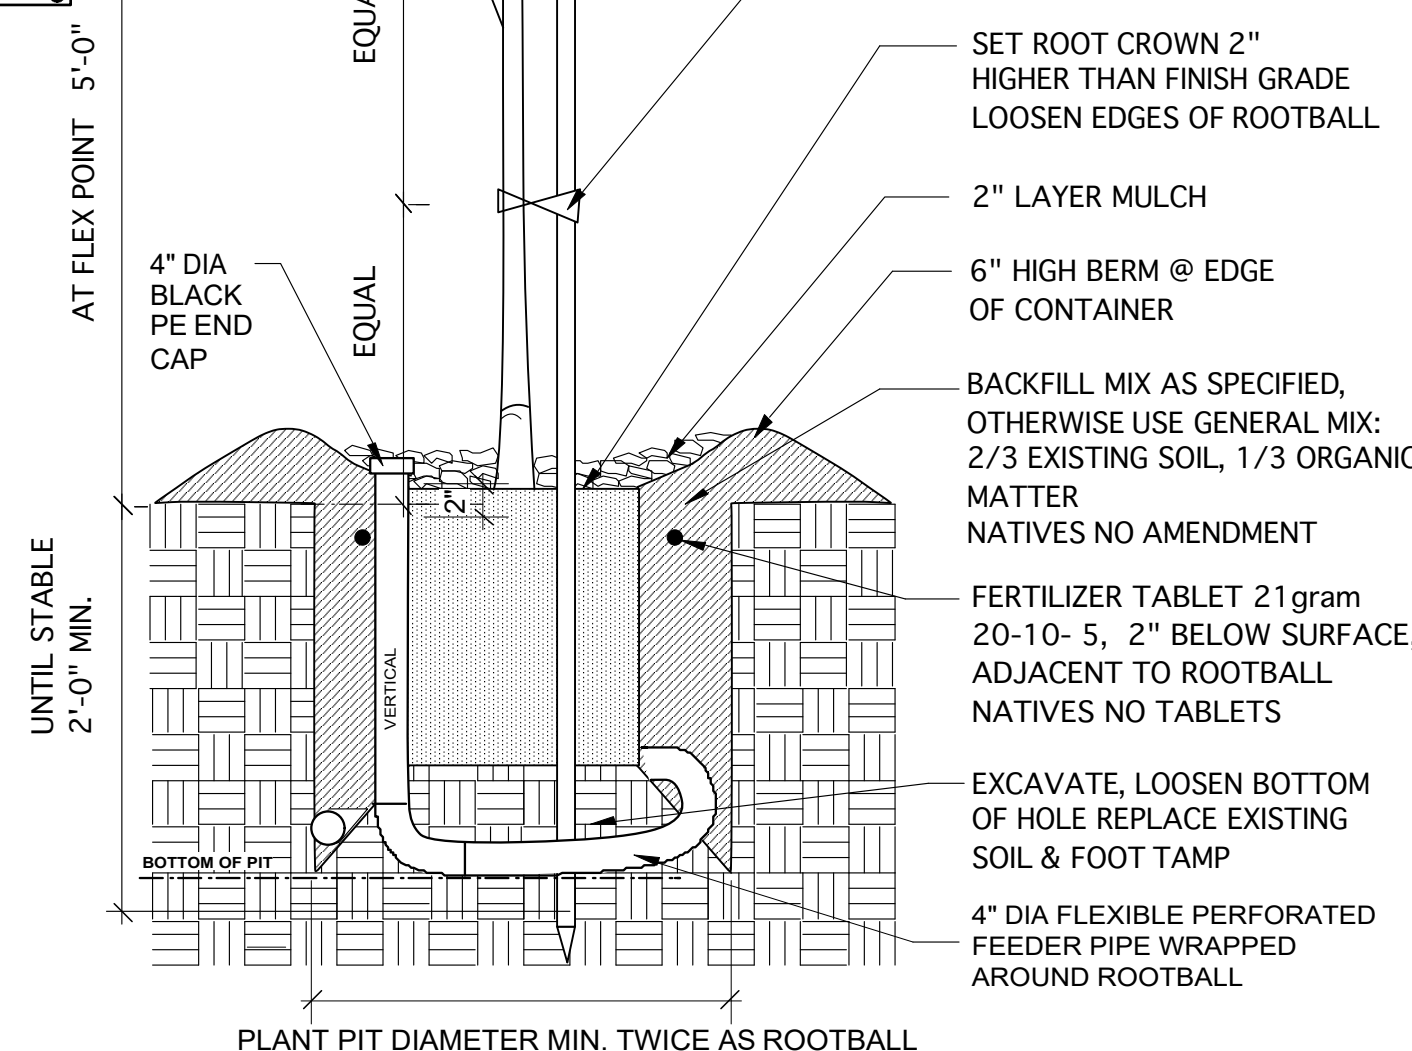 AT FLEX POINT 5'-0"
EQUAL
UNTIL STABLE
2'-0" MIN.
4" DIA
BLACK
PE END
CAP
EQUAL
2"
VERTICAL
BOTTOM OF PIT
SET ROOT CROWN 2"
HIGHER THAN FINISH GRADE
LOOSEN EDGES OF ROOTBALL
2" LAYER MULCH
6" HIGH BERM @ EDGE
OF CONTAINER
BACKFILL MIX AS SPECIFIED,
OTHERWISE USE GENERAL MIX:
2/3 EXISTING SOIL, 1/3 ORGANIC
MATTER
NATIVES NO AMENDMENT
FERTILIZER TABLET 21gram
20-10- 5, 2" BELOW SURFACE,
ADJACENT TO ROOTBALL
NATIVES NO TABLETS
EXCAVATE, LOOSEN BOTTOM
OF HOLE REPLACE EXISTING
SOIL & FOOT TAMP
4" DIA FLEXIBLE PERFORATED
FEEDER PIPE WRAPPED
AROUND ROOTBALL
PLANT PIT DIAMETER MIN. TWICE AS ROOTBALL